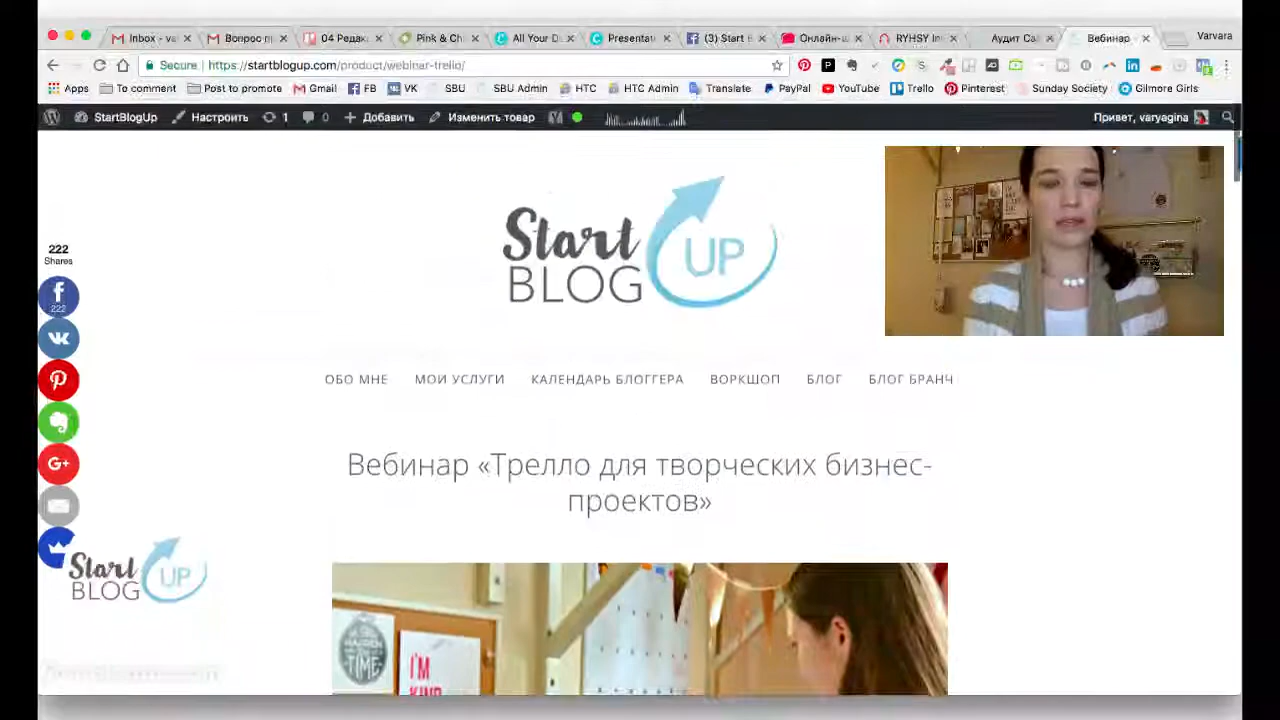 Inbox - va
Вопрос п
04 Редак
Pink & Ch
All Your D
Presentat
(3) Start B
Онлайн-ш
RYHSY In
Аудит Са
Вебинар
Varvara
Secure | https://startblogup.com/product/webinar-trello/
Apps To comment Post to promote Gmail FB VK SBU SBU Admin HTC HTC Admin Translate PayPal YouTube Trello Pinterest Sunday Society Gilmore Girls
StartBlogUp Настроить 1 0 Добавить Изменить товар Привет, varyagina
Start
BLOG UP
222
Shares
222
ОБО МНЕ МОИ УСЛУГИ КАЛЕНДАРЬ БЛОГГЕРА ВОРКШОП БЛОГ БЛОГ БРАНЧ
Вебинар «Трелло для творческих бизнес-
проектов»
Start
BLOG UP
TIME
I'M
KIND